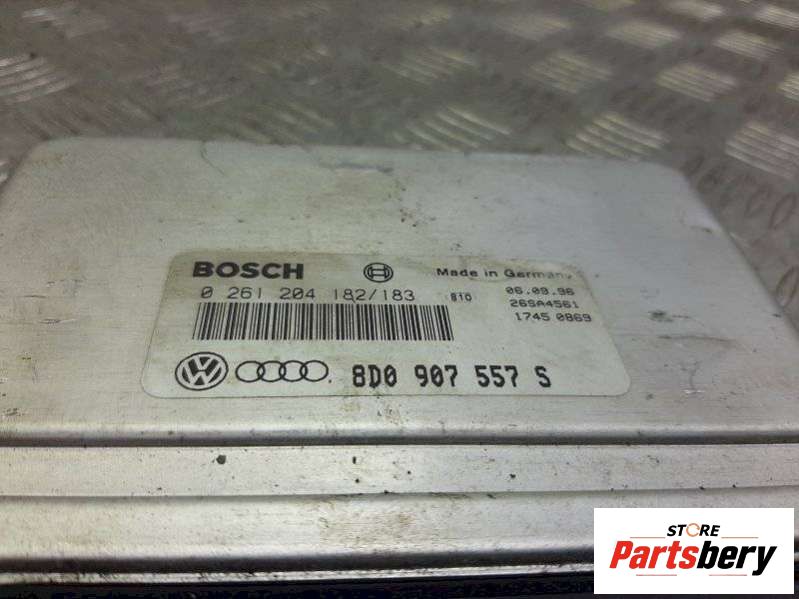 BOSCH
Made in Germany
0 261 204 182/183
810
06.09.96
26SA4561
1745 0869
8D0 907 557 S
STORE
Partsbery